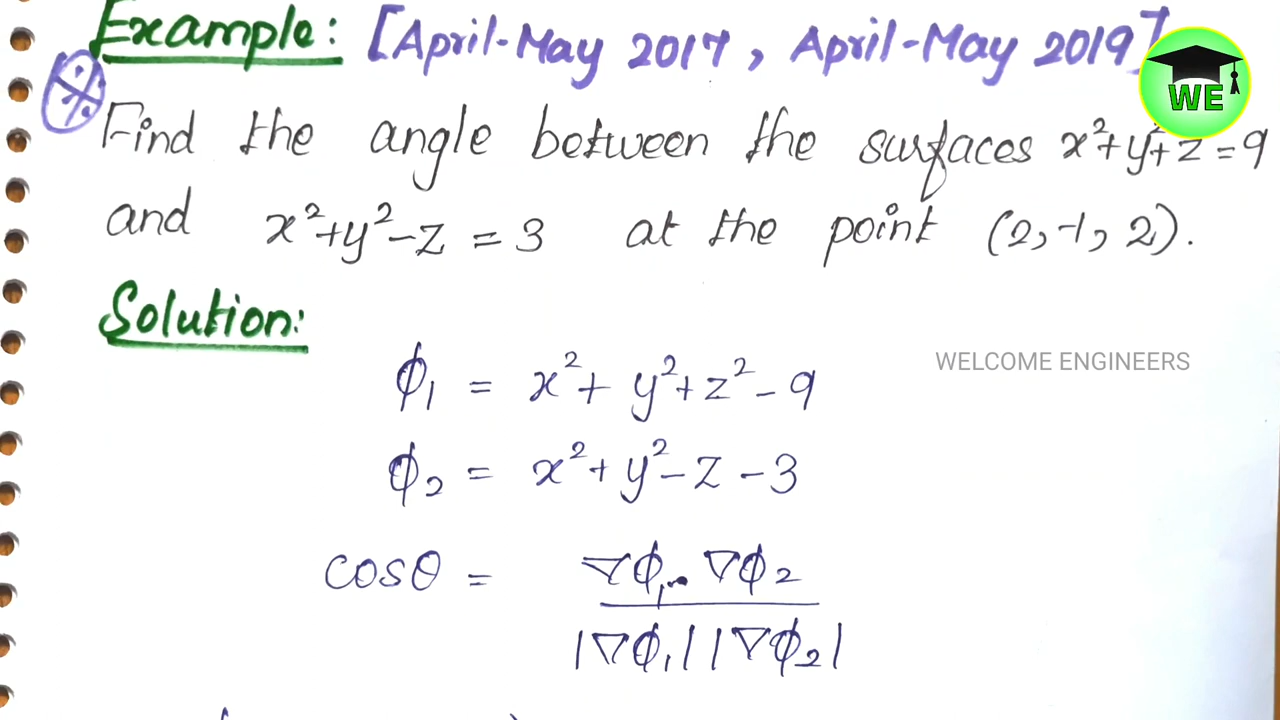 Example: [April-May 2017, April-May 2019]
WE
Find the angle between the surfaces x²+y²+z=9
and x²+y²-z=3 at the point (2,-1,2).
Solution:
WELCOME ENGINEERS
ϕ₁ = x²+y²+z²-9
ϕ₂ = x²+y²-z-3
cosθ = ∇ϕ₁.∇ϕ₂
|∇ϕ₁||∇ϕ₂|